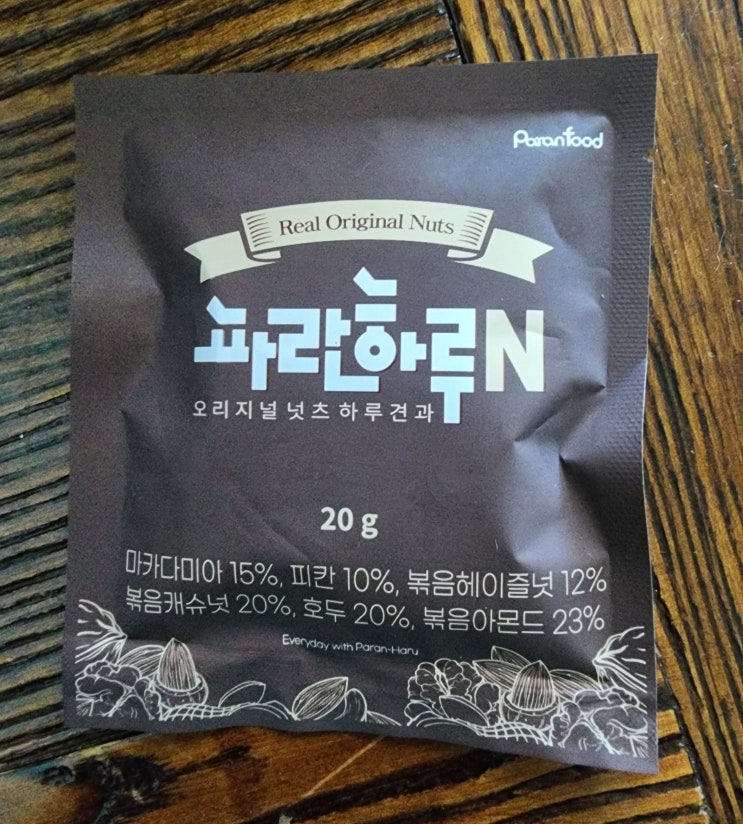 Paranfood
Real Original Nuts
파란하루N
오리지널 넛츠 하루견과
20 g
마카다미아 15%, 피칸 10%, 볶음헤이즐넛 12%
볶음캐슈넛 20%, 호두 20%, 볶음아몬드 23%
Everyday with Paran-Haru